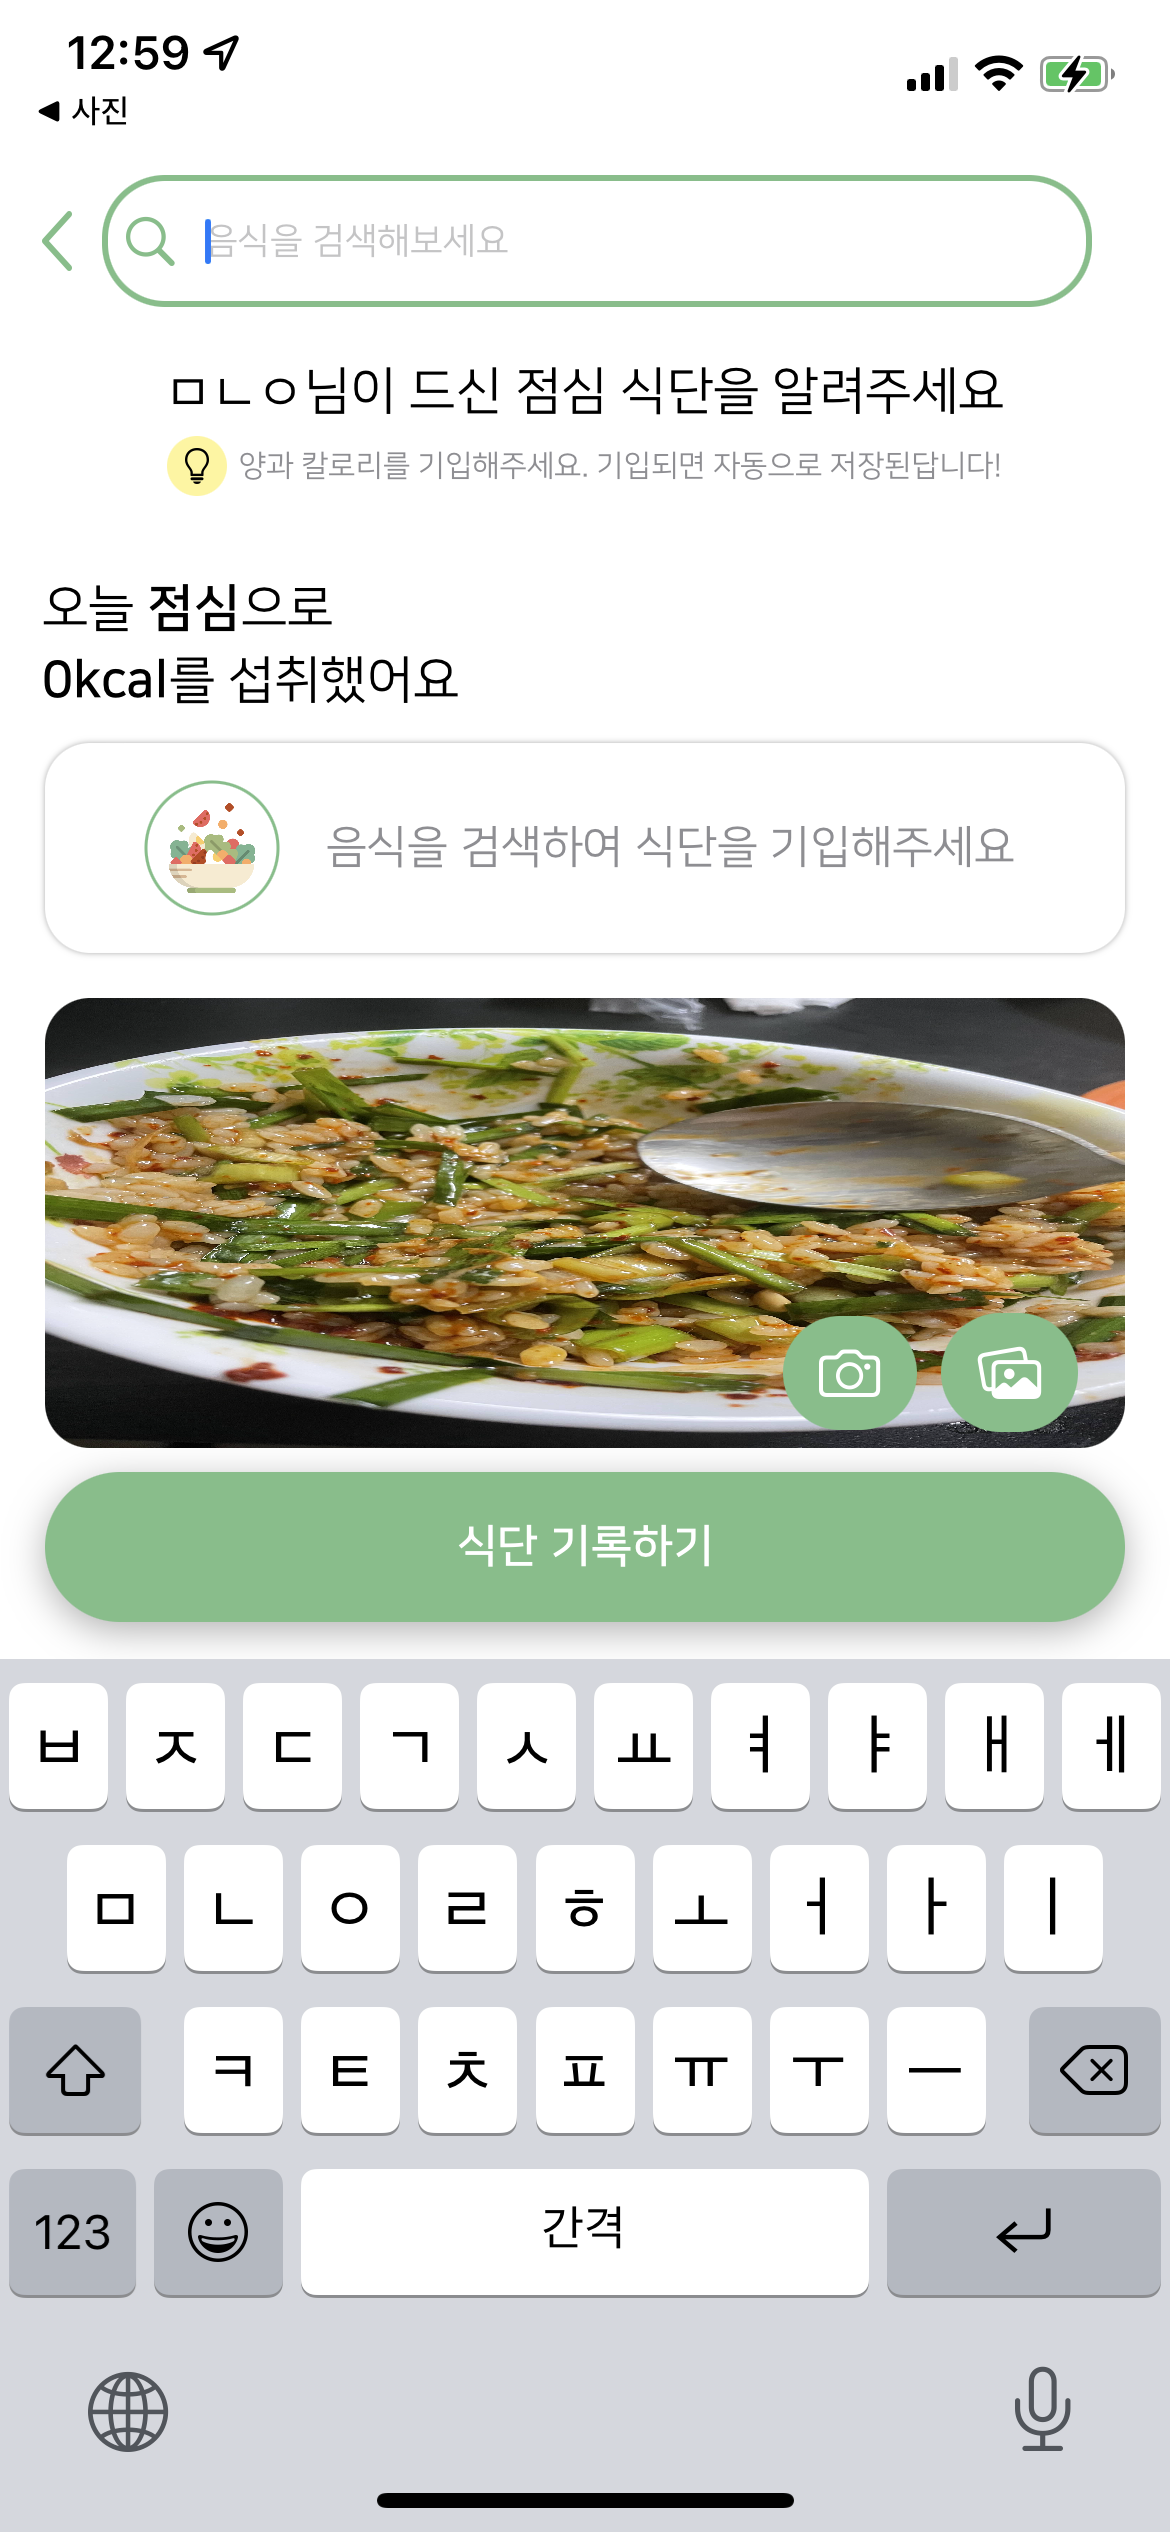 12:59
◀ 사진
음식을 검색해보세요
ㅁㄴㅇ님이 드신 점심 식단을 알려주세요
양과 칼로리를 기입해주세요. 기입되면 자동으로 저장된답니다!
오늘 점심으로
0kcal를 섭취했어요
음식을 검색하여 식단을 기입해주세요
식단 기록하기
ㅂ ㅈ ㄷ ㄱ ㅅ ㅛ ㅕ ㅑ ㅐ ㅔ
ㅁ ㄴ ㅇ ㄹ ㅎ ㅗ ㅓ ㅏ ㅣ
ㅋ ㅌ ㅊ ㅍ ㅠ ㅜ ㅡ
123 간격